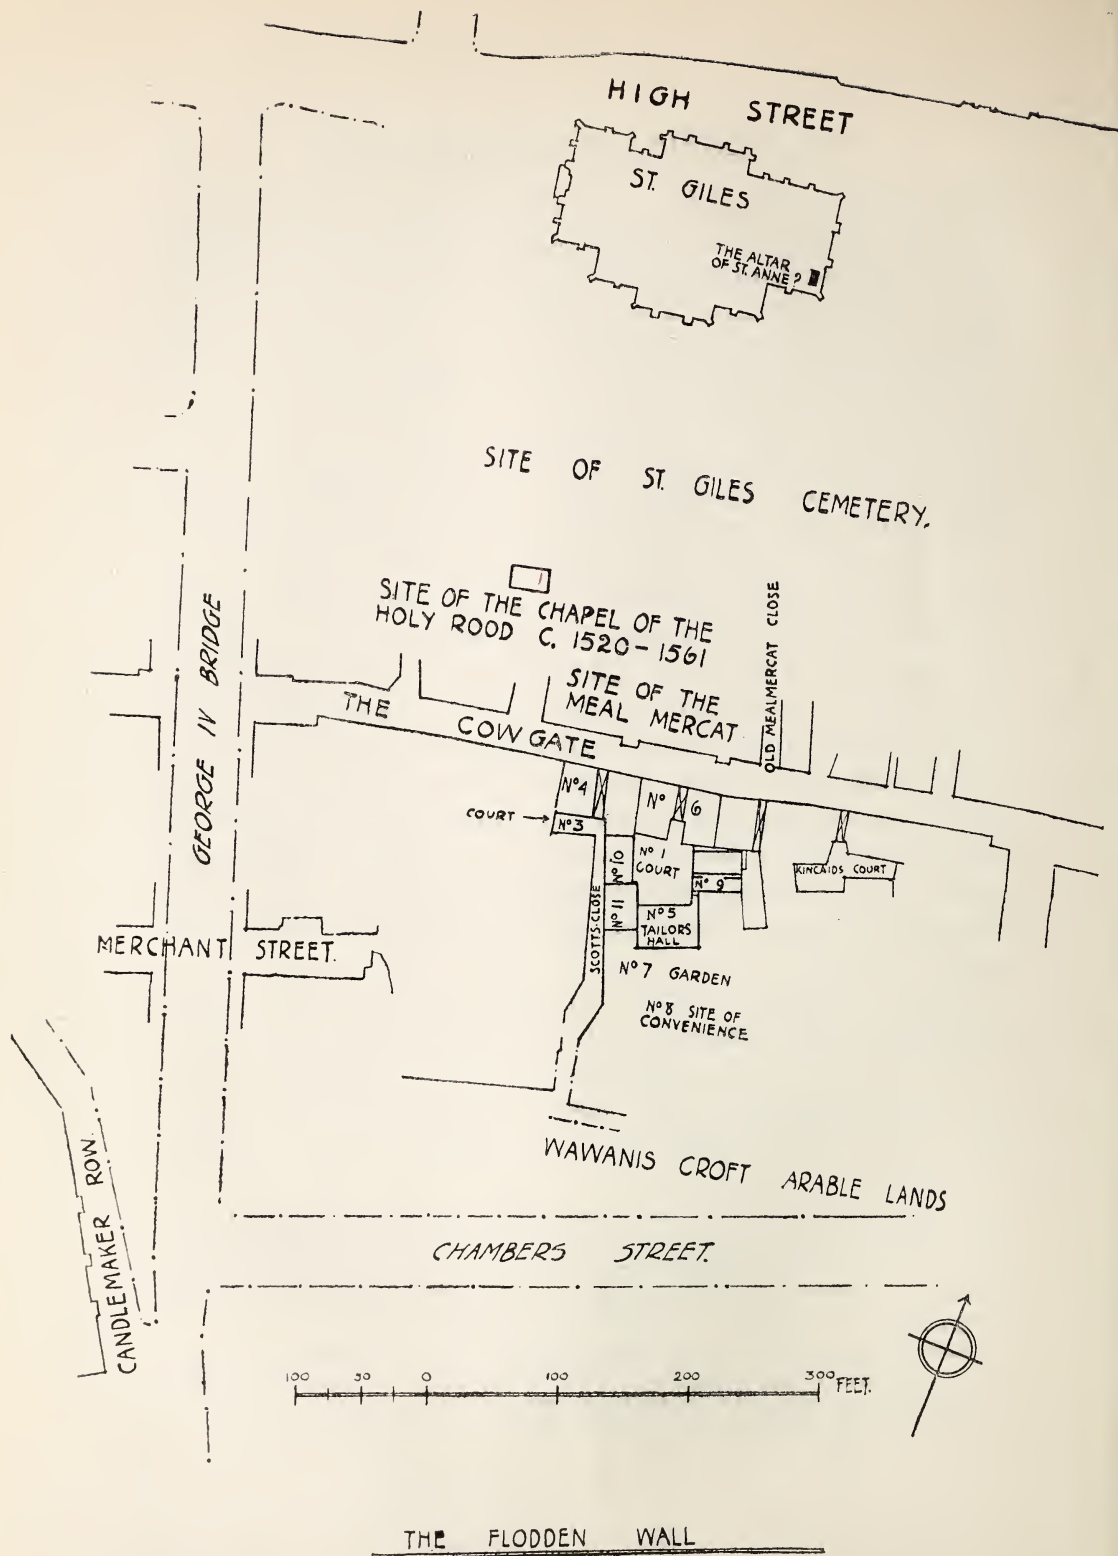 HIGH STREET
ST. GILES
THE ALTAR
OF ST. ANNE?
SITE OF ST. GILES CEMETERY.
SITE OF THE CHAPEL OF THE
HOLY ROOD C. 1520-1561
SITE OF THE
MEAL MERCAT
OLD MEALMERCAT CLOSE
GEORGE IV BRIDGE
THE COWGATE
Nº4
Nº 6
COURT
Nº3
Nº10
Nº 1
COURT
Nº 9
KINCAIDS COURT
Nº11
Nº5
TAILORS
HALL
SCOTTS CLOSE
MERCHANT STREET.
Nº7 GARDEN
Nº8 SITE OF
CONVENIENCE
CANDLEMAKER ROW.
WAWANIS CROFT ARABLE LANDS
CHAMBERS STREET.
100 50 0 100 200 300 FEET.
THE FLODDEN WALL